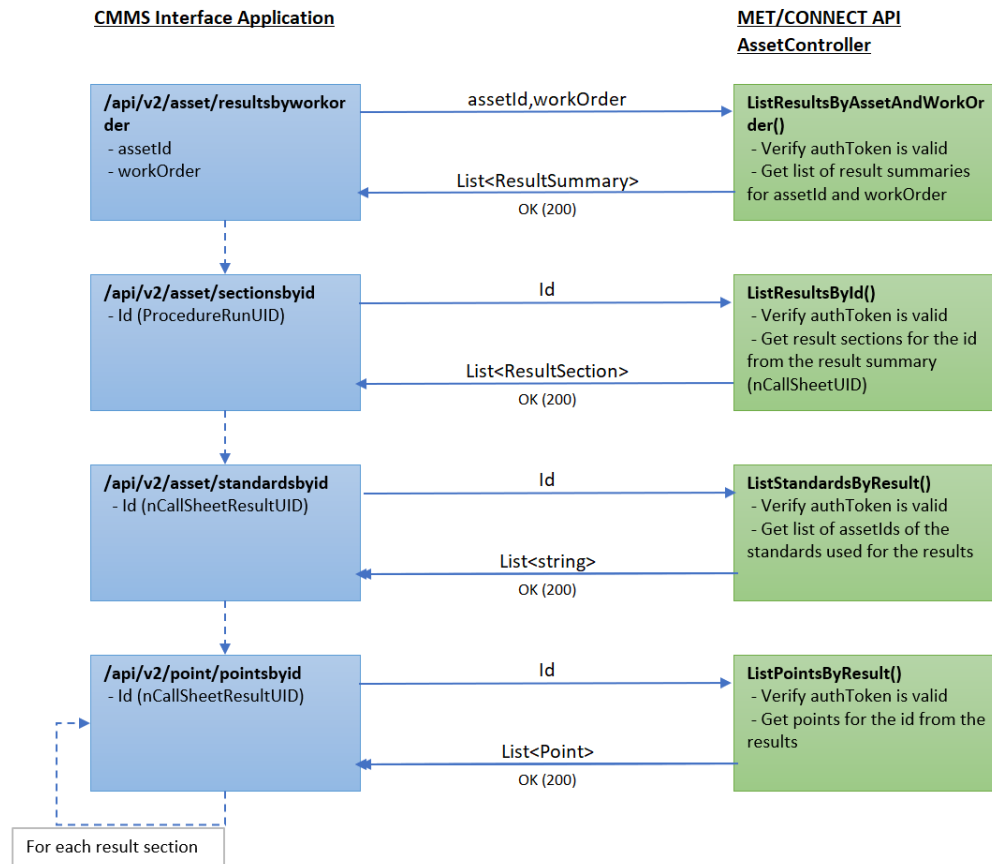 CMMS Interface Application
MET/CONNECT API
AssetController
/api/v2/asset/resultsbyworko
rder
- assetId
- workOrder
assetId,workOrder
List<ResultSummary>
OK (200)
ListResultsByAssetAndWorkOr
der()
- Verify authToken is valid
- Get list of result summaries
for assetId and workOrder
/api/v2/asset/sectionsbyid
- Id (ProcedureRunUID)
Id
List<ResultSection>
OK (200)
ListResultsById()
- Verify authToken is valid
- Get result sections for the id
from the result summary
(nCallSheetUID)
/api/v2/asset/standardsbyid
- Id (nCallSheetResultUID)
Id
List<string>
OK (200)
ListStandardsByResult()
- Verify authToken is valid
- Get list of assetIds of the
standards used for the results
/api/v2/point/pointsbyid
- Id (nCallSheetResultUID)
Id
List<Point>
OK (200)
ListPointsByResult()
- Verify authToken is valid
- Get points for the id from the
results
For each result section